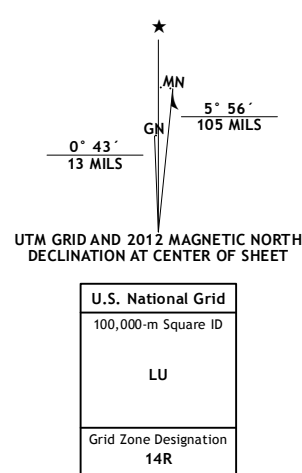 MN
GN
5° 56´
105 MILS
0° 43´
13 MILS
UTM GRID AND 2012 MAGNETIC NORTH
DECLINATION AT CENTER OF SHEET
U.S. National Grid
100,000-m Square ID
LU
Grid Zone Designation
14R